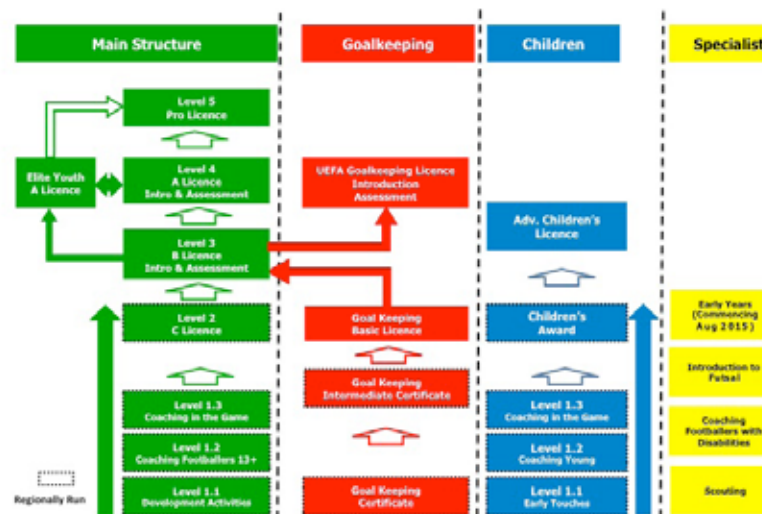 Main Structure
Goalkeeping
Children
Specialist
Level 5
Pro Licence
Elite Youth
A Licence
Level 4
A Licence
Intro & Assessment
UEFA Goalkeeping Licence
Introduction
Assessment
Level 3
B Licence
Intro & Assessment
Adv. Children's
Licence
Level 2
C Licence
Goal Keeping
Basic Licence
Children's
Award
Early Years
(Commencing
Aug 2015)
Goal Keeping
Intermediate Certificate
Introduction to
Futsal
Level 1.3
Coaching in the Game
Level 1.3
Coaching in the Game
Level 1.2
Coaching Footballers 13+
Level 1.2
Coaching Young
Coaching
Footballers with
Disabilities
Regionally Run
Level 1.1
Development Activities
Goal Keeping
Certificate
Level 1.1
Early Touches
Scouting